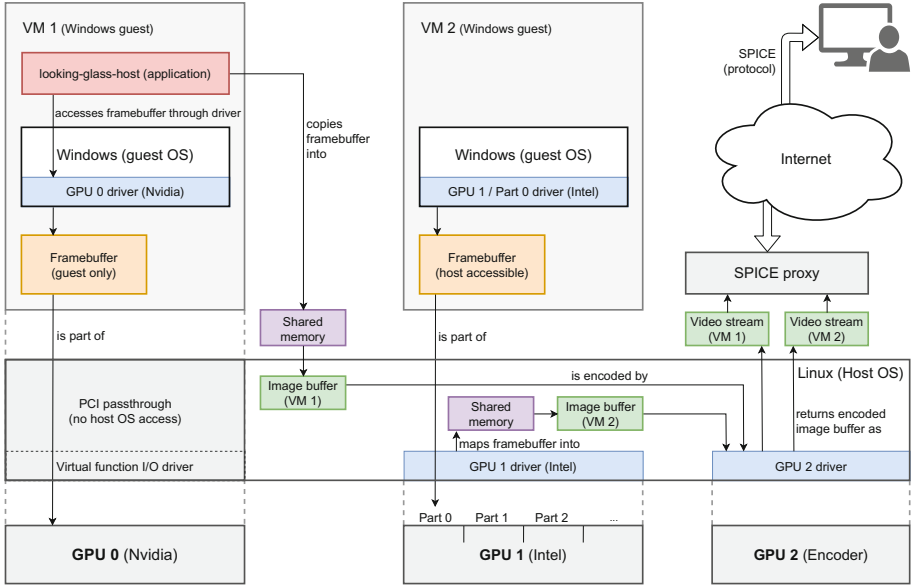 VM 1 (Windows guest)
looking-glass-host (application)
accesses framebuffer through driver
Windows (guest OS)
GPU 0 driver (Nvidia)
Framebuffer
(guest only)
is part of
copies
framebuffer
into
Shared
memory
Image buffer
(VM 1)
VM 2 (Windows guest)
Windows (guest OS)
GPU 1 / Part 0 driver (Intel)
Framebuffer
(host accessible)
is part of
SPICE
(protocol)
Internet
SPICE proxy
Video stream
(VM 1)
Video stream
(VM 2)
Linux (Host OS)
PCI passthrough
(no host OS access)
Virtual function I/O driver
is encoded by
Shared
memory
Image buffer
(VM 2)
maps framebuffer into
GPU 1 driver (Intel)
returns encoded
image buffer as
GPU 2 driver
Part 0
Part 1
Part 2
...
GPU 0 (Nvidia)
GPU 1 (Intel)
GPU 2 (Encoder)